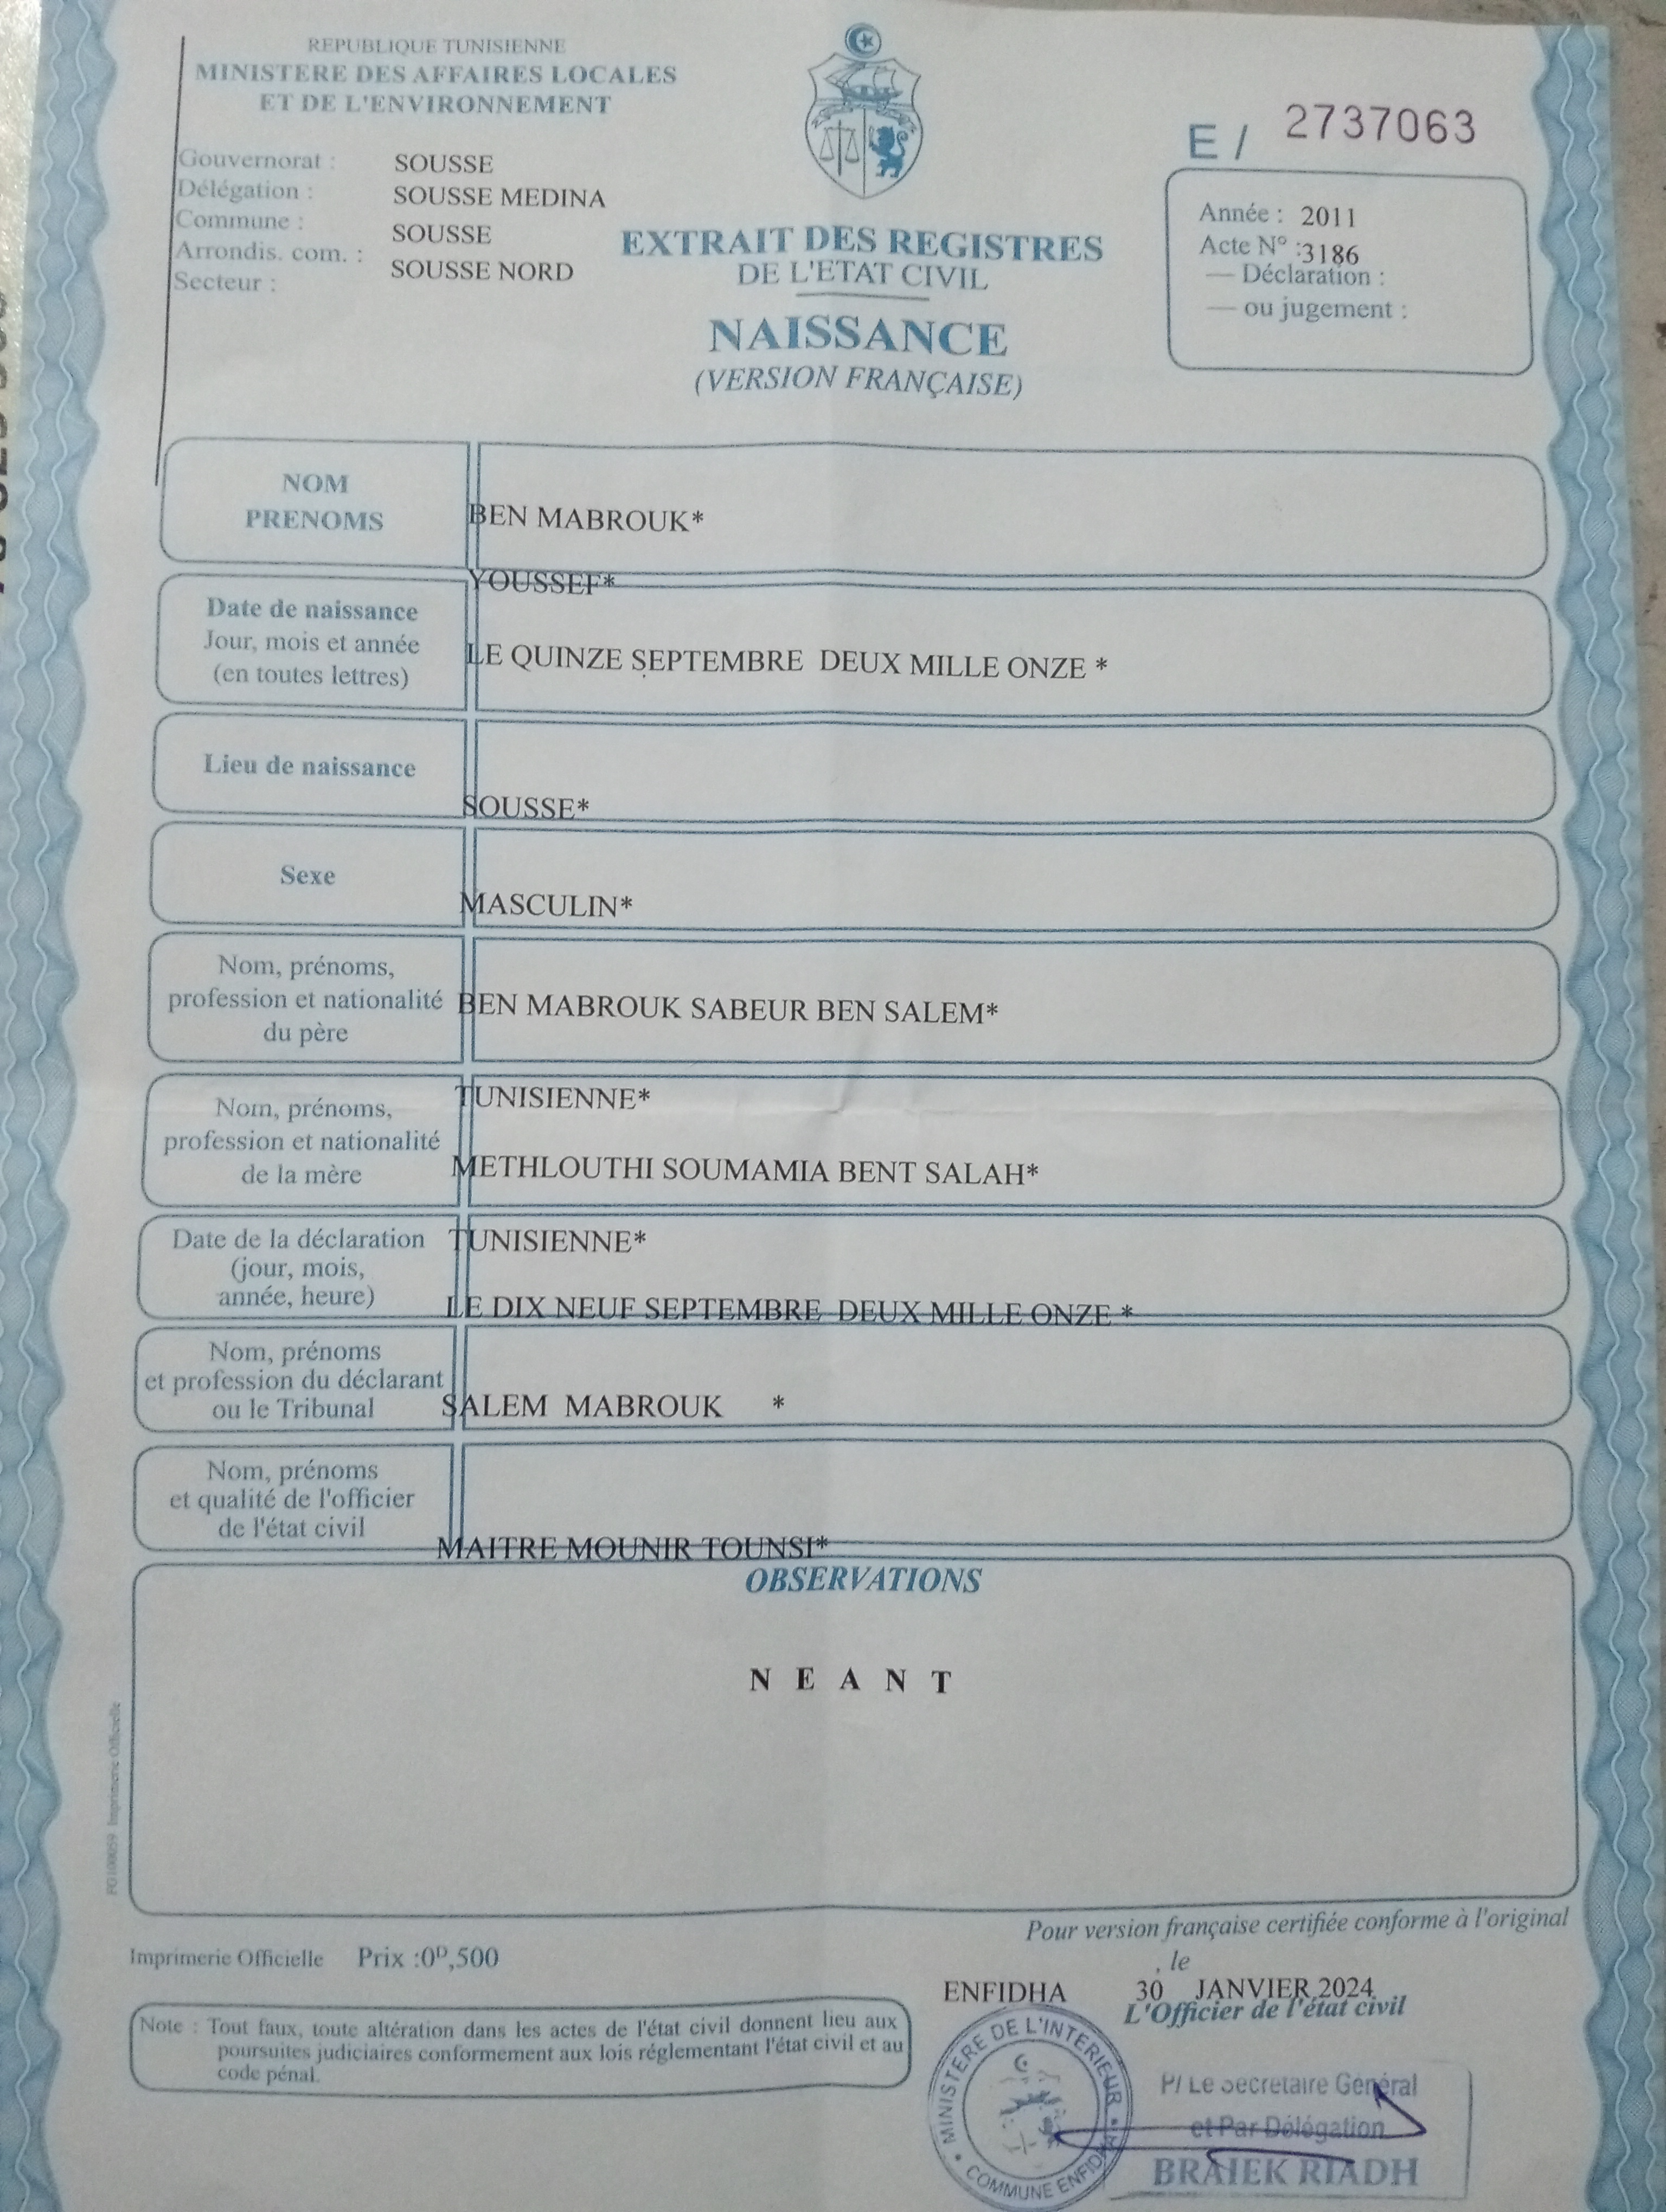 REPUBLIQUE TUNISIENNE
MINISTERE DES AFFAIRES LOCALES
ET DE L'ENVIRONNEMENT
E / 2737063
Gouvernorat : SOUSSE
Délégation : SOUSSE MEDINA
Commune : SOUSSE
Arrondis. com. : SOUSSE NORD
Secteur :
EXTRAIT DES REGISTRES
DE L'ETAT CIVIL
NAISSANCE
(VERSION FRANÇAISE)
Année : 2011
Acte N° :3186
— Déclaration :
— ou jugement :
NOM
PRENOMS
BEN MABROUK*
YOUSSEF*
Date de naissance
Jour, mois et année
(en toutes lettres)
LE QUINZE SEPTEMBRE DEUX MILLE ONZE *
Lieu de naissance
SOUSSE*
Sexe
MASCULIN*
Nom, prénoms,
profession et nationalité
du père
BEN MABROUK SABEUR BEN SALEM*
TUNISIENNE*
Nom, prénoms,
profession et nationalité
de la mère
METHLOUTHI SOUMAMIA BENT SALAH*
TUNISIENNE*
Date de la déclaration
(jour, mois,
année, heure)
LE DIX NEUF SEPTEMBRE DEUX MILLE ONZE *
Nom, prénoms
et profession du déclarant
ou le Tribunal
SALEM MABROUK *
Nom, prénoms
et qualité de l'officier
de l'état civil
MAITRE MOUNIR TOUNSI*
OBSERVATIONS
N E A N T
FG100059 Imprimerie Officielle
Pour version française certifiée conforme à l'original
Imprimerie Officielle Prix :0ᴰ,500
, le
ENFIDHA 30 JANVIER 2024
L'Officier de l'état civil
Note : Tout faux, toute altération dans les actes de l'état civil donnent lieu aux
poursuites judiciaires conformement aux lois réglementant l'état civil et au
code pénal.
MINISTERE DE L'INTERIEUR
COMMUNE ENFIDHA
P/ Le Secretaire Général
et Par Délégation
BRAIEK RIADH